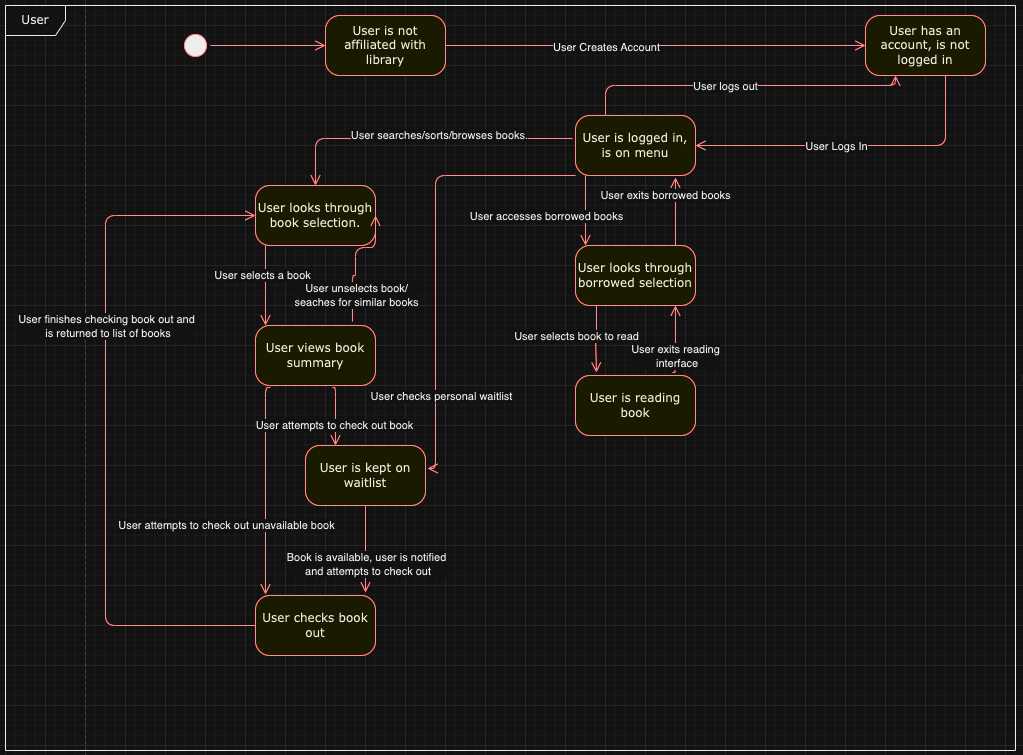 User
User is not
affiliated with
library
User Creates Account
User has an
account, is not
logged in
User logs out
User searches/sorts/browses books.
User is logged in,
is on menu
User Logs In
User exits borrowed books
User looks through
book selection.
User accesses borrowed books
User looks through
borrowed selection
User selects a book
User unselects book/
seaches for similar books
User finishes checking book out and
is returned to list of books
User selects book to read
User exits reading
interface
User views book
summary
User checks personal waitlist
User is reading
book
User attempts to check out book
User is kept on
waitlist
User attempts to check out unavailable book
Book is available, user is notified
and attempts to check out
User checks book
out